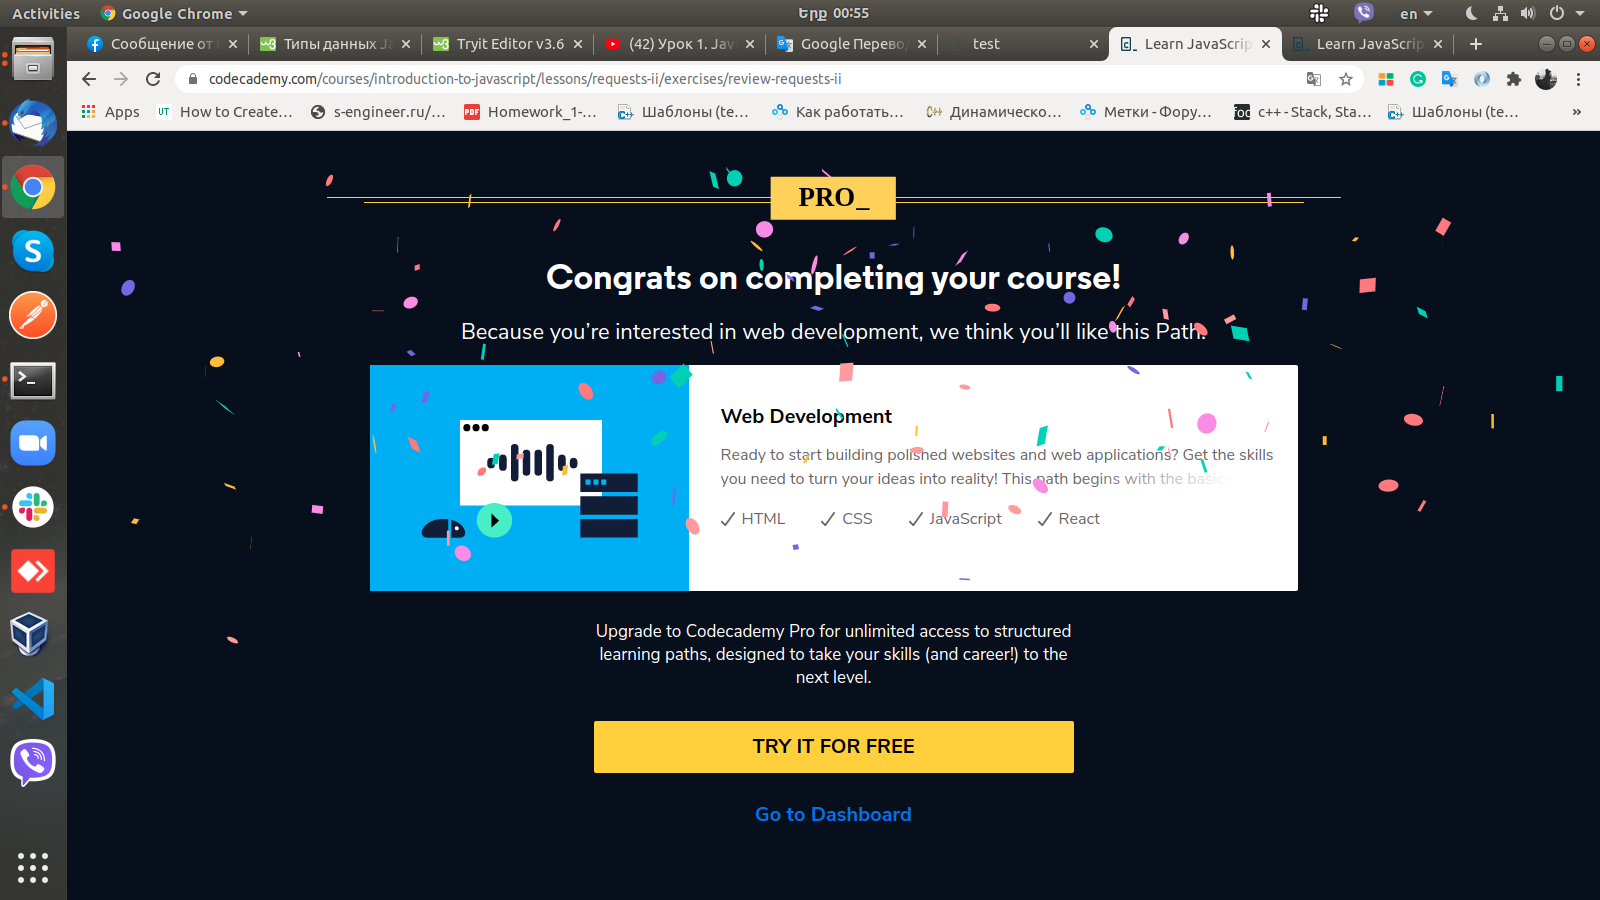 Activities
Google Chrome
Երք 00:55
en
Сообщение от
Типы данных Ja
Tryit Editor v3.6
(42) Урок 1. Jav
Google Перево
test
Learn JavaScrip
Learn JavaScrip
codecademy.com/courses/introduction-to-javascript/lessons/requests-ii/exercises/review-requests-ii
Apps
How to Create…
s-engineer.ru/…
Homework_1-…
Шаблоны (te…
Как работать…
Динамическо…
Метки - Фору…
c++ - Stack, Sta…
Шаблоны (te…
»
PRO_
Congrats on completing your course!
Because you’re interested in web development, we think you’ll like this Path.
Web Development
Ready to start building polished websites and web applications? Get the skills
you need to turn your ideas into reality! This path begins with the basics
HTML
CSS
JavaScript
React
Upgrade to Codecademy Pro for unlimited access to structured
learning paths, designed to take your skills (and career!) to the
next level.
TRY IT FOR FREE
Go to Dashboard